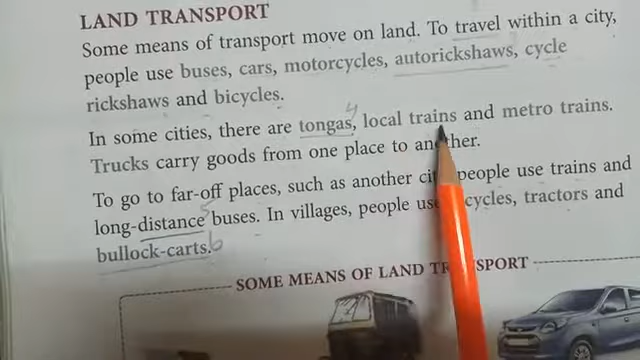 LAND TRANSPORT
Some means of transport move on land. To travel within a city,
people use buses, cars, motorcycles, autorickshaws, cycle
rickshaws and bicycles.
In some cities, there are tongas, local trains and metro trains.
Trucks carry goods from one place to another.
To go to far-off places, such as another people use trains and
long-distance buses. In villages, people use cycles, tractors and
bullock-carts.
SOME MEANS OF LAND TRANSPORT